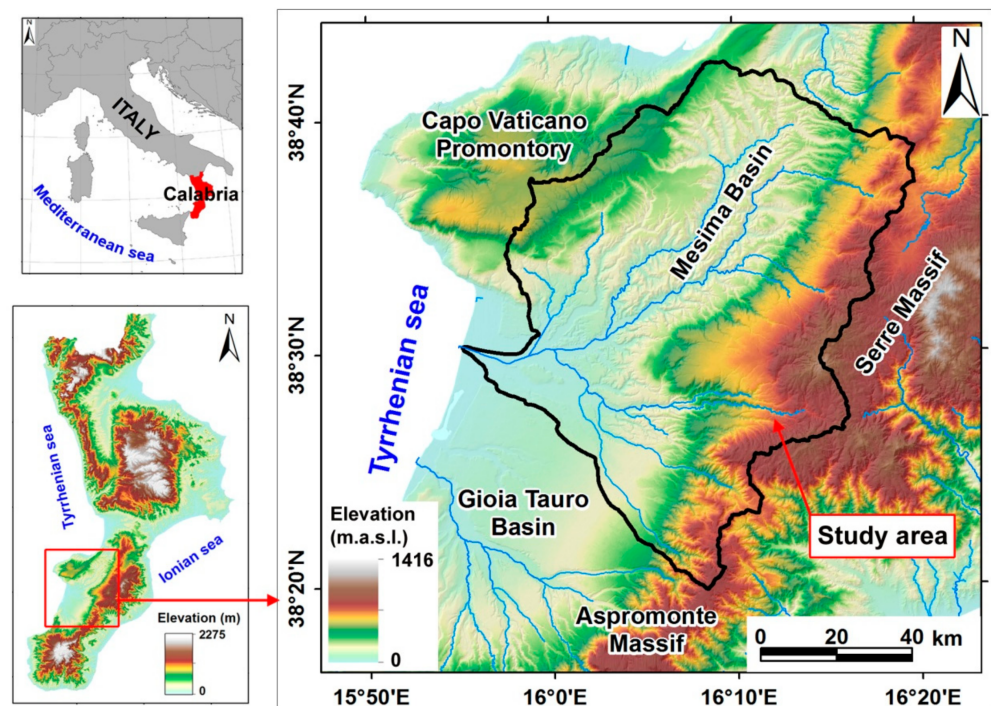 N
ITALY
Calabria
Mediterranean sea
N
Tyrrhenian sea
Ionian sea
Elevation (m)
2275
0
N
38°40'N
38°30'N
38°20'N
Capo Vaticano
Promontory
Mesima Basin
Serre Massif
Tyrrhenian sea
Gioia Tauro
Basin
Study area
Aspromonte
Massif
Elevation
(m.a.s.l.)
1416
0
0 20 40 km
15°50'E 16°0'E 16°10'E 16°20'E